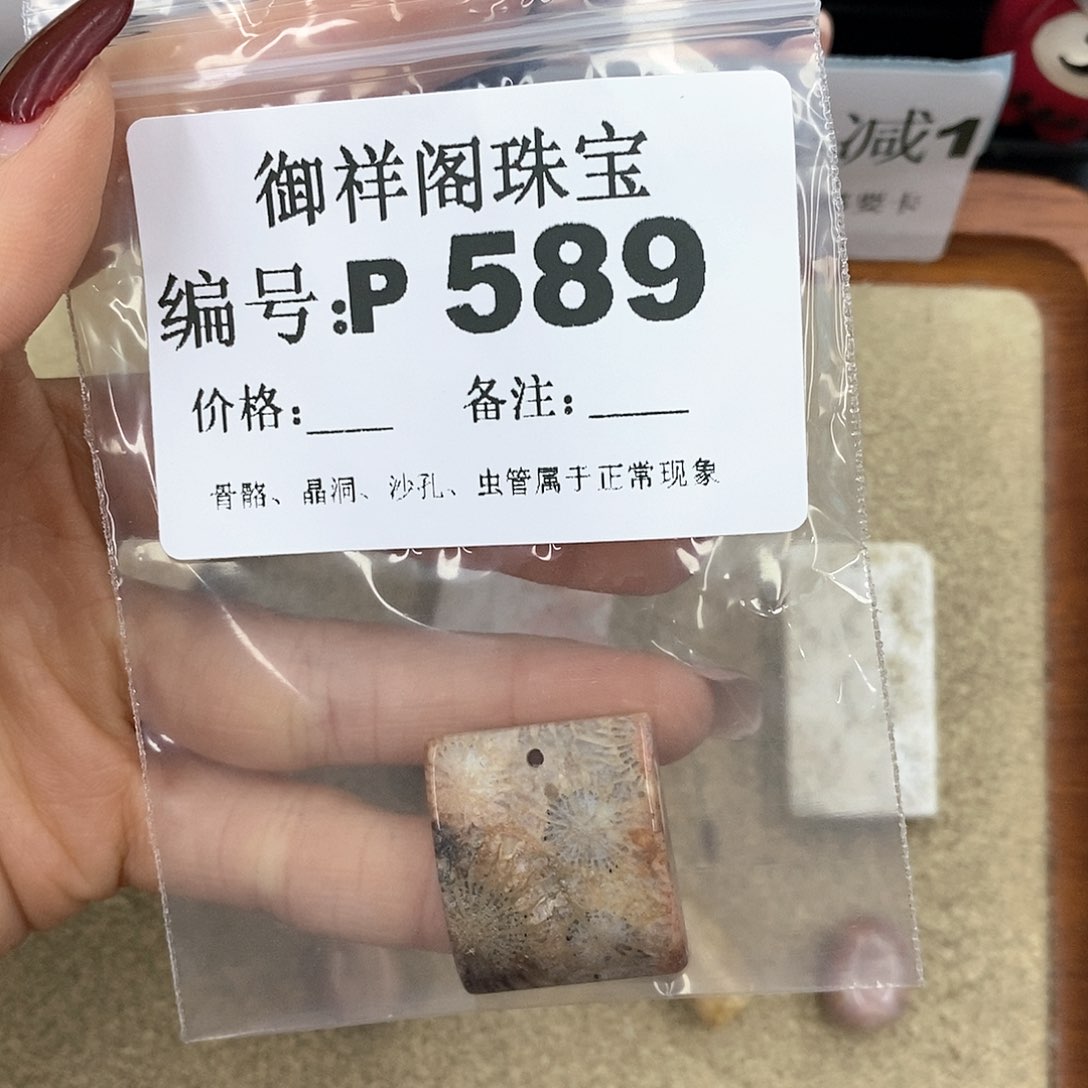 御祥阁珠宝
编号:P 589
价格:___ 备注:____
骨骼、晶洞、沙孔、虫管属于正常现象
减1